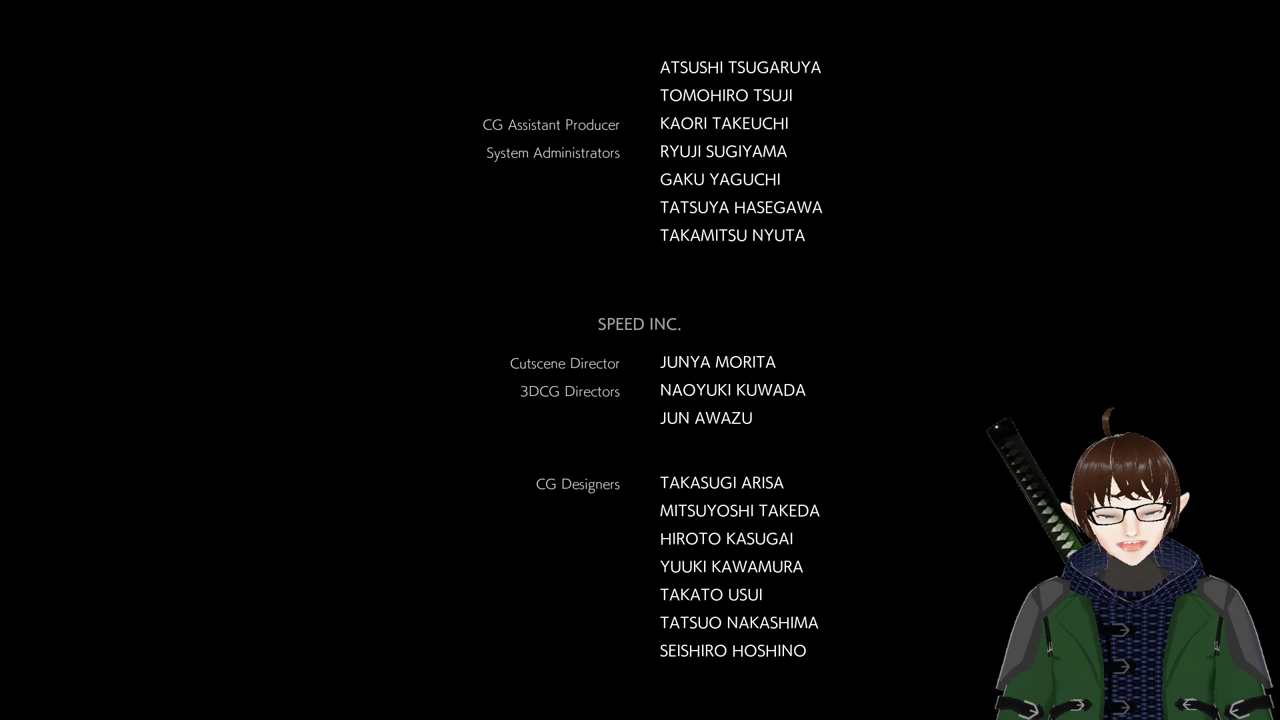 ATSUSHI TSUGARUYA
TOMOHIRO TSUJI
CG Assistant Producer KAORI TAKEUCHI
System Administrators RYUJI SUGIYAMA
GAKU YAGUCHI
TATSUYA HASEGAWA
TAKAMITSU NYUTA
SPEED INC.
Cutscene Director JUNYA MORITA
3DCG Directors NAOYUKI KUWADA
JUN AWAZU
CG Designers TAKASUGI ARISA
MITSUYOSHI TAKEDA
HIROTO KASUGAI
YUUKI KAWAMURA
TAKATO USUI
TATSUO NAKASHIMA
SEISHIRO HOSHINO